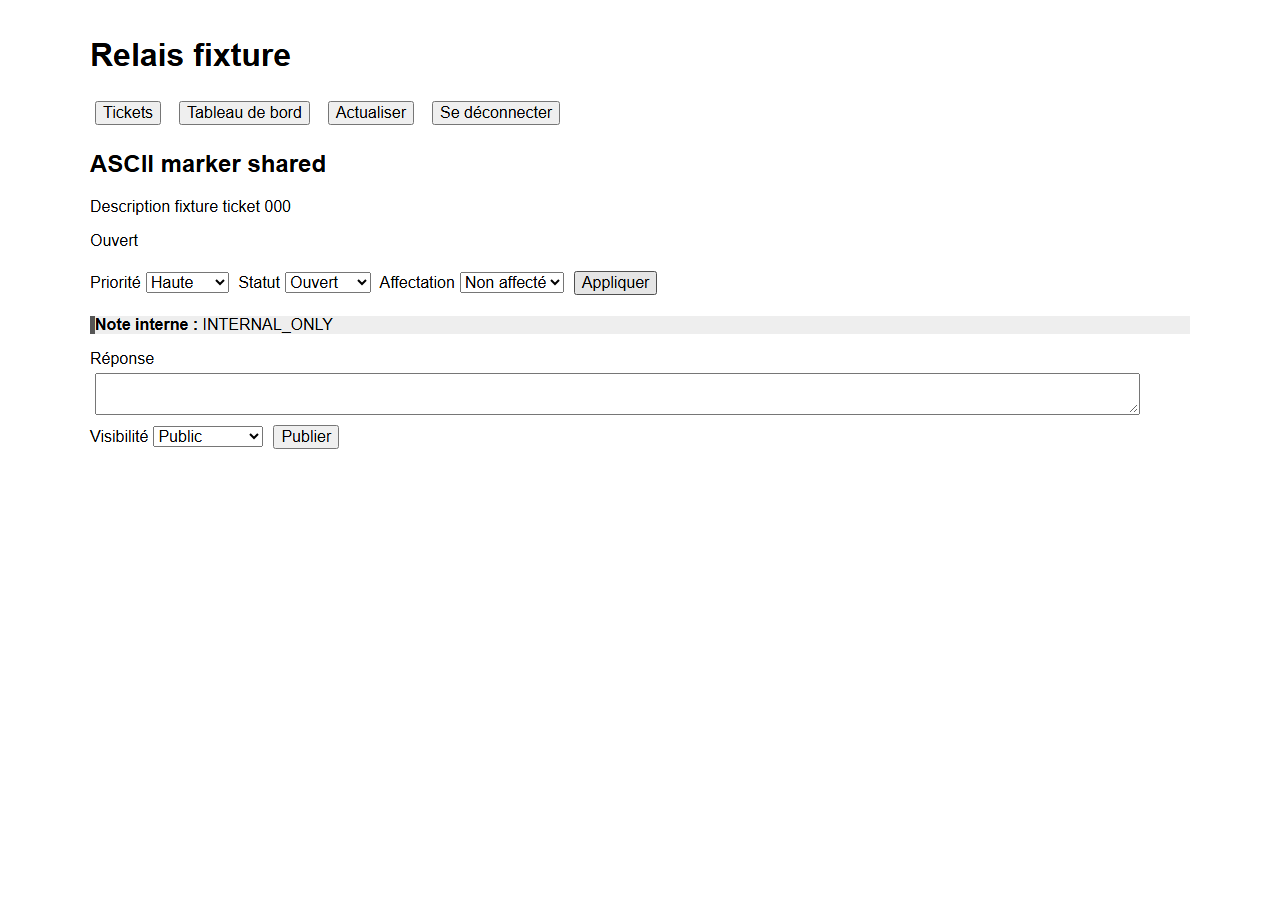 Relais fixture
Tickets Tableau de bord Actualiser Se déconnecter
ASCII marker shared
Description fixture ticket 000
Ouvert
Priorité Haute Statut Ouvert Affectation Non affecté Appliquer
Note interne : INTERNAL_ONLY
Réponse
Visibilité Public Publier